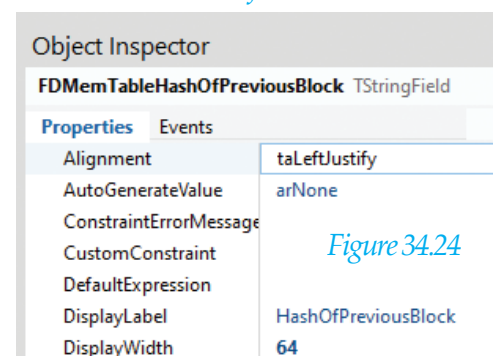 Object Inspector
FDMemTableHashOfPreviousBlock TStringField
Properties Events
Alignment taLeftJustify
AutoGenerateValue arNone
ConstraintErrorMessage
CustomConstraint
Figure 34.24
DefaultExpression
DisplayLabel HashOfPreviousBlock
DisplayWidth 64